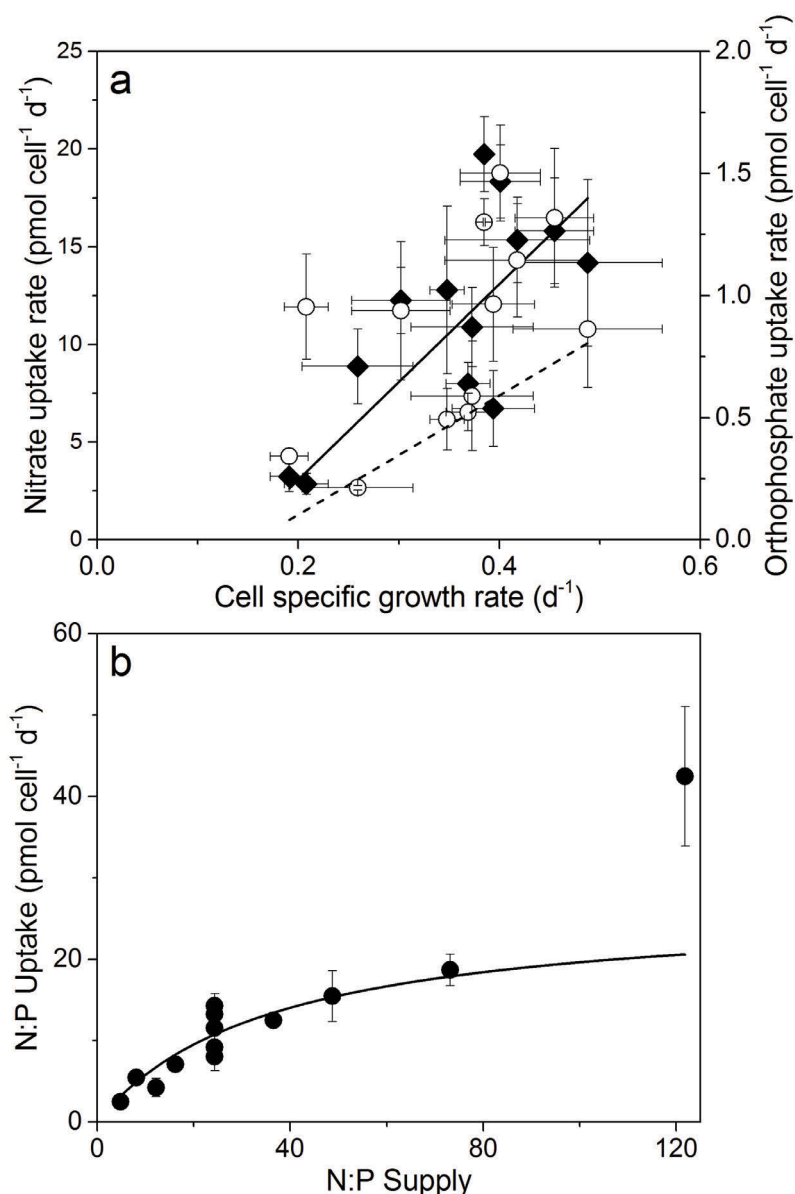 a
Nitrate uptake rate (pmol cell-1 d-1)
Orthophosphate uptake rate (pmol cell-1 d-1)
25
20
15
10
5
0
2.0
1.5
1.0
0.5
0.0
0.0 0.2 0.4 0.6
Cell specific growth rate (d-1)
b
N:P Uptake (pmol cell-1 d-1)
60
40
20
0
0 40 80 120
N:P Supply